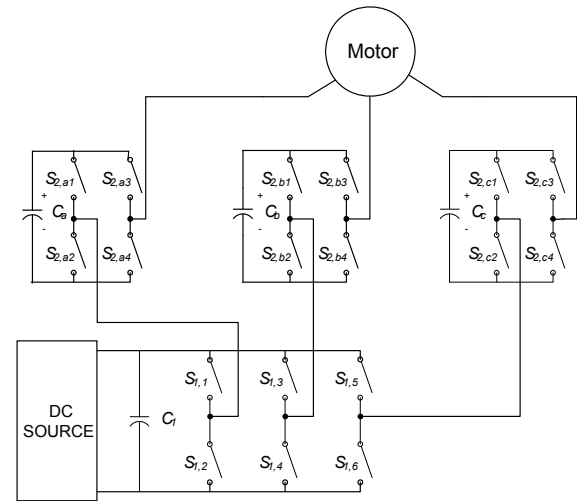 Motor
S2,a1 S2,a3 S2,b1 S2,b3 S2,c1 S2,c3
+ Ca + Cb + Cc
- - -
S2,a2 S2,a4 S2,b2 S2,b4 S2,c2 S2,c4
DC
SOURCE
C1
S1,1 S1,3 S1,5
S1,2 S1,4 S1,6